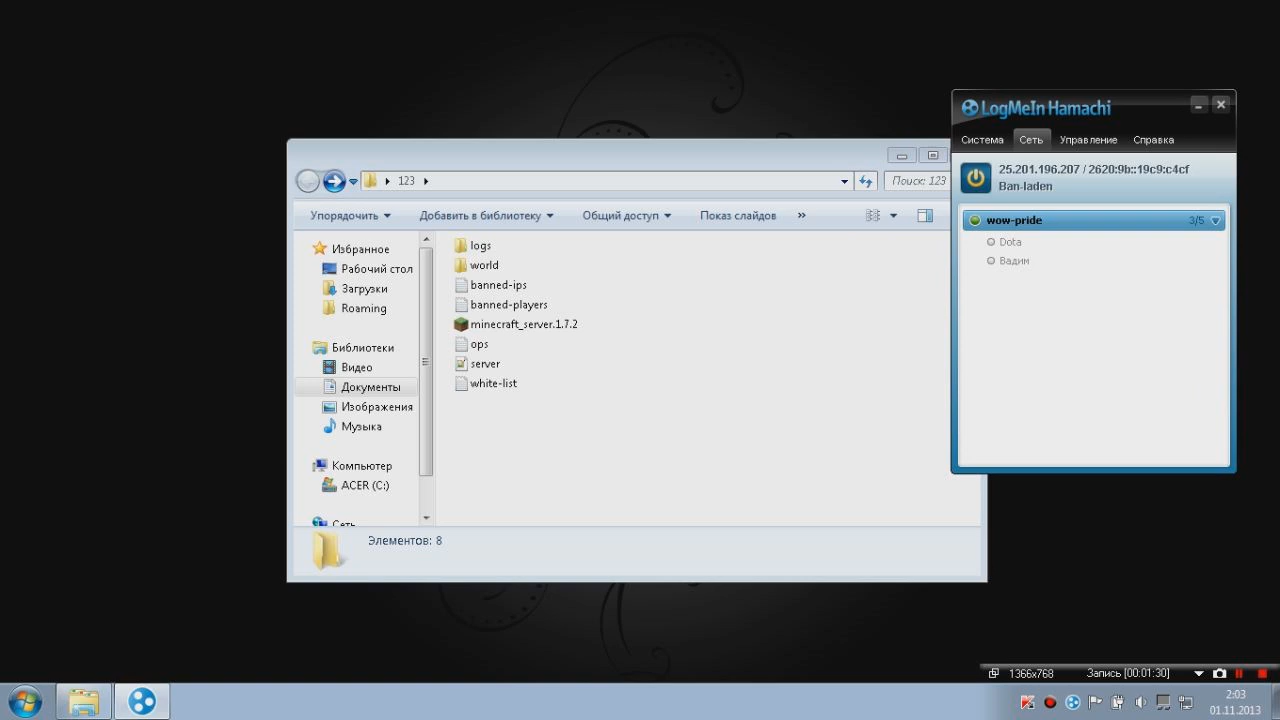 LogMeIn Hamachi
Система Сеть Управление Справка
25.201.196.207 / 2620:9b::19c9:c4cf
Ban-laden
wow-pride 3/5
Dota
Вадим
123
Поиск: 123
Упорядочить Добавить в библиотеку Общий доступ Показ слайдов »
Избранное
Рабочий стол
Загрузки
Roaming
Библиотеки
Видео
Документы
Изображения
Музыка
Компьютер
ACER (C:)
Сеть
logs
world
banned-ips
banned-players
minecraft_server.1.7.2
ops
server
white-list
Элементов: 8
1366x768 Запись [00:01:30]
2:03
01.11.2013